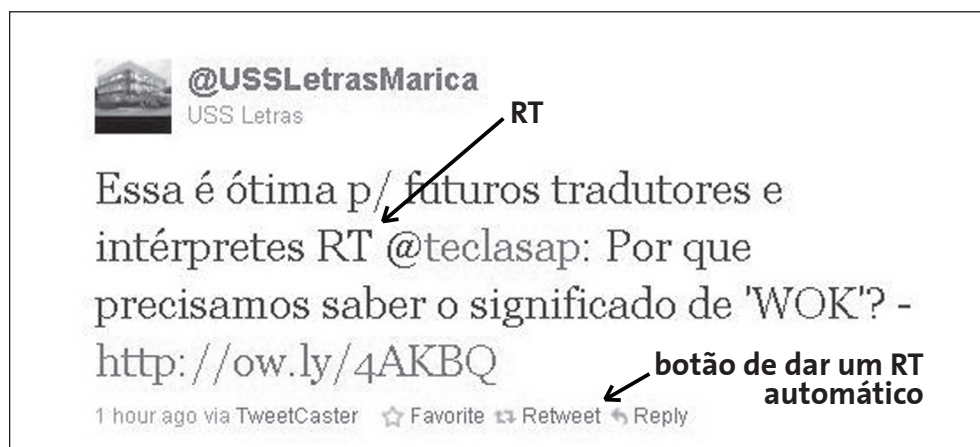 @USSLetrasMarica
USS Letras
RT
Essa é ótima p/ futuros tradutores e
intérpretes RT @teclasap: Por que
precisamos saber o significado de 'WOK'? -
http://ow.ly/4AKBQ
botão de dar um RT
automático
1 hour ago via TweetCaster Favorite Retweet Reply